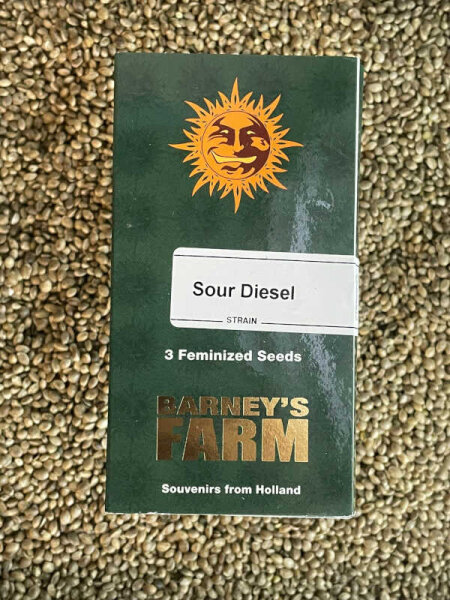 Sour Diesel
STRAIN
3 Feminized Seeds
BARNEY'S
FARM
Souvenirs from Holland